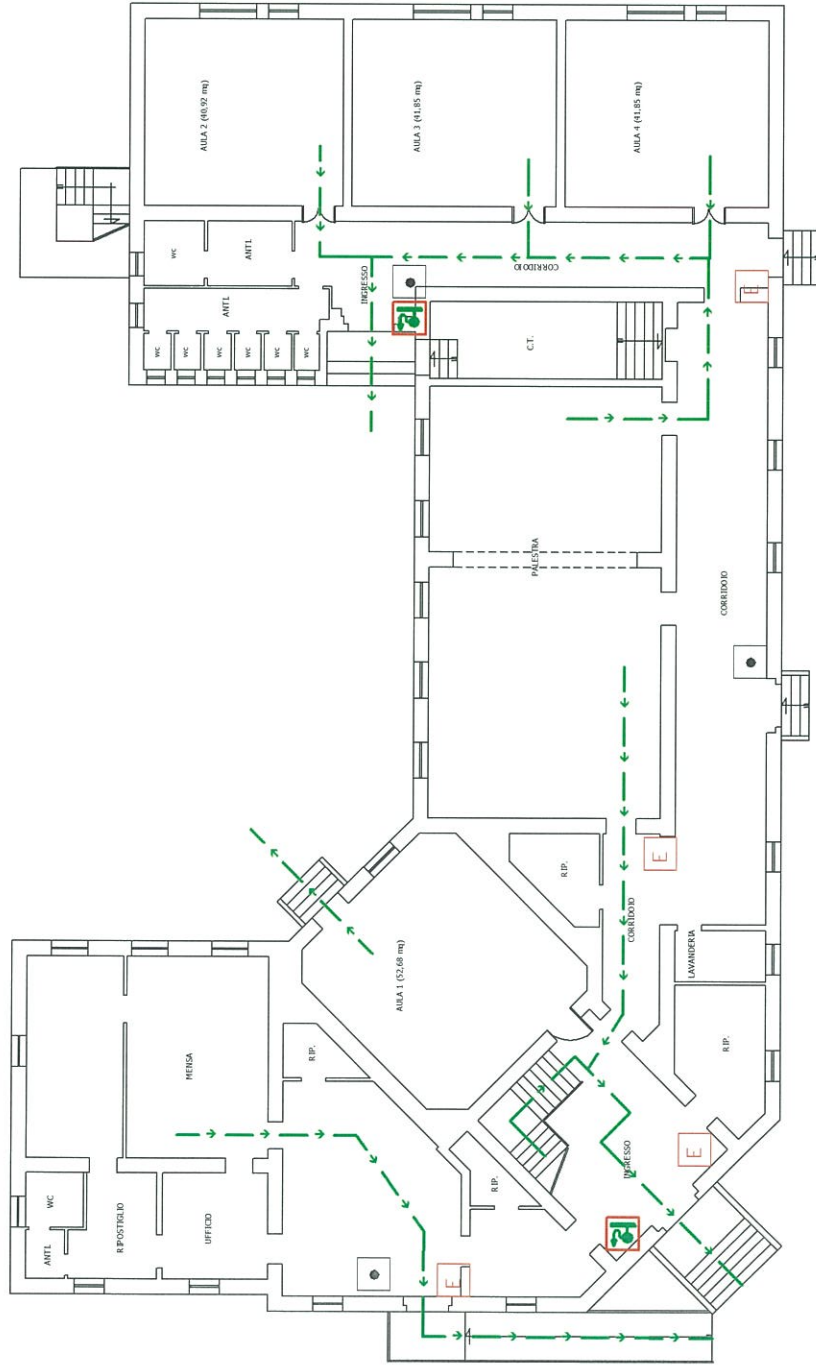 AULA 2 (40,92 mq)
AULA 3 (41,85 mq)
AULA 4 (41,85 mq)
WC
ANTI.
ANTI.
WC
WC
WC
WC
WC
WC
INGRESSO
CORRIDOIO
C.T.
E
PALESTRA
CORRIDOIO
E
RIP.
CORRIDOIO
LAVANDERIA
AULA 1 (52,68 mq)
RIP.
MENSA
RIP.
E
INGRESSO
RIP.
WC
ANTI.
RIPOSTIGLIO
UFFICIO
E